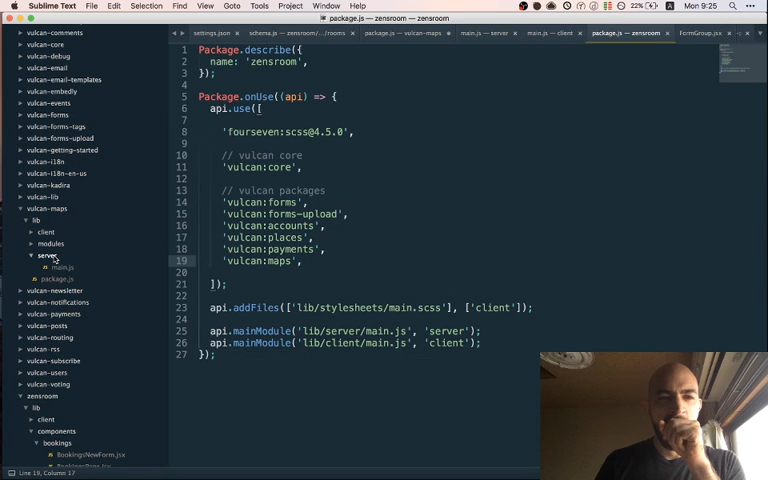 Sublime Text File Edit Selection Find View Goto Tools Project Window Help
22% Mon 9:25
package.js — zensroom — zensroom
settings.json schema.js — zensroom/...rooms package.js — vulcan-maps main.js — server main.js — client package.js — zensroom FormGroup.jsx
vulcan-comments
vulcan-core
vulcan-debug
vulcan-email
vulcan-email-templates
vulcan-embedly
vulcan-events
vulcan-forms
vulcan-forms-tags
vulcan-forms-upload
vulcan-getting-started
vulcan-i18n
vulcan-i18n-en-us
vulcan-kadira
vulcan-lib
vulcan-maps
lib
client
modules
server
main.js
package.js
vulcan-newsletter
vulcan-notifications
vulcan-payments
vulcan-posts
vulcan-routing
vulcan-rss
vulcan-subscribe
vulcan-users
vulcan-voting
zensroom
lib
client
components
bookings
BookingsNewForm.jsx
1 Package.describe({
2 name: 'zensroom',
3 });
4
5 Package.onUse((api) => {
6 api.use([
7
8 'fourseven:scss@4.5.0',
9
10 // vulcan core
11 'vulcan:core',
12
13 // vulcan packages
14 'vulcan:forms',
15 'vulcan:forms-upload',
16 'vulcan:accounts',
17 'vulcan:places',
18 'vulcan:payments',
19 'vulcan:maps',
20
21 ]);
22
23 api.addFiles(['lib/stylesheets/main.scss'], ['client']);
24
25 api.mainModule('lib/server/main.js', 'server');
26 api.mainModule('lib/client/main.js', 'client');
27 });
Line 19, Column 17